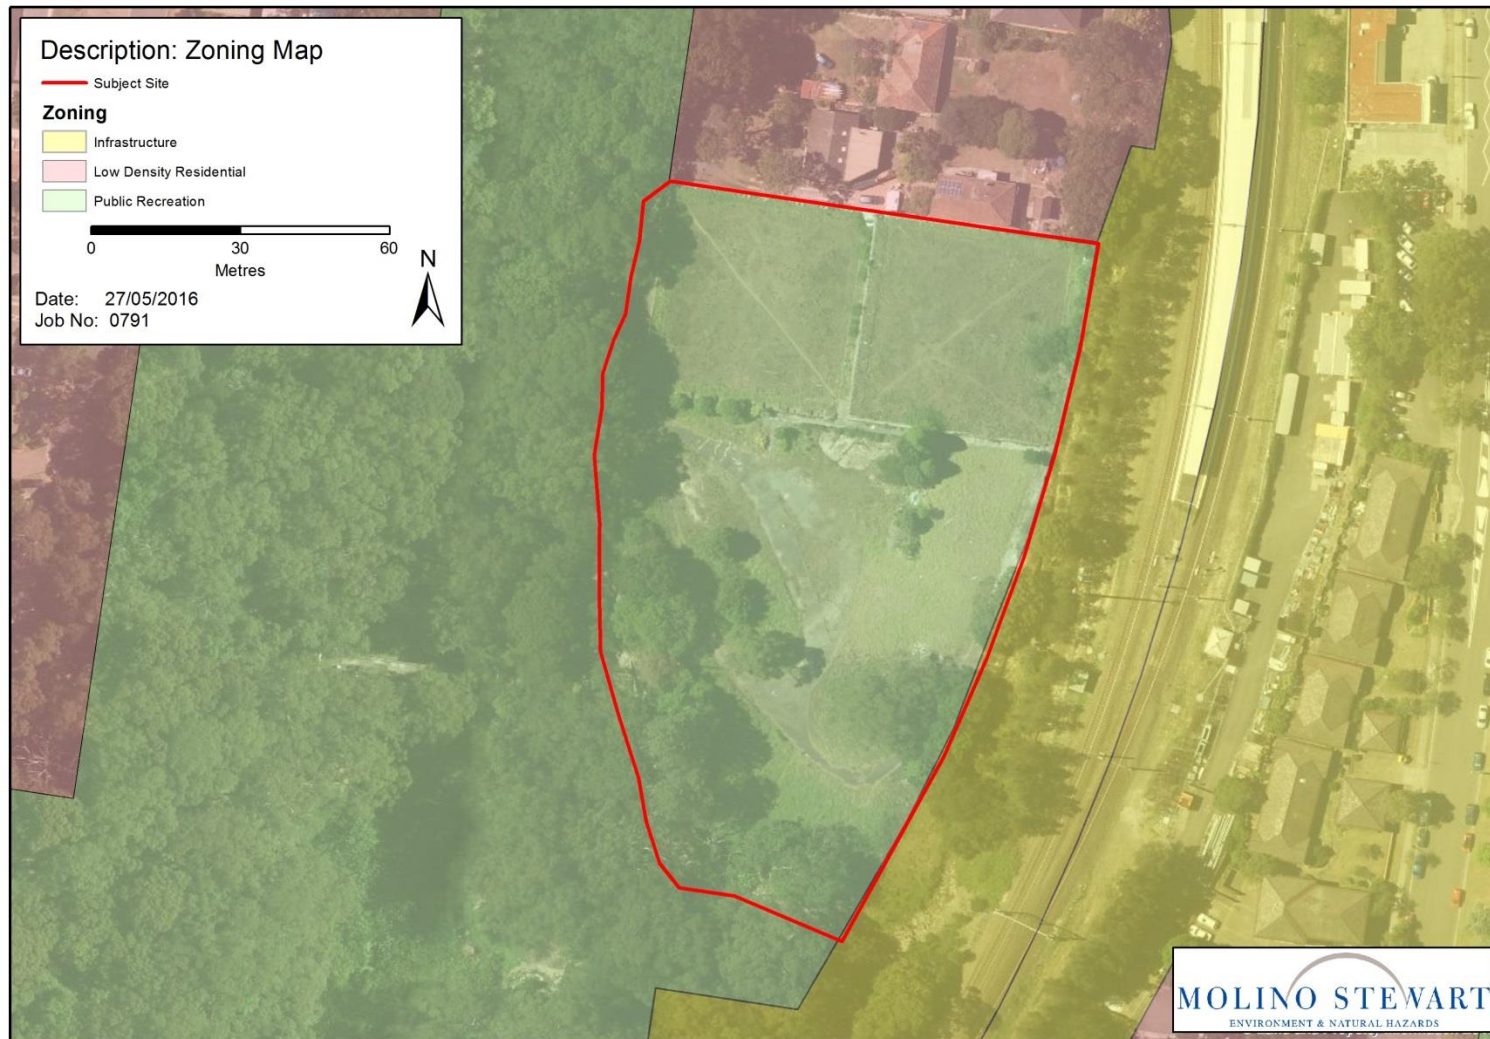 Description: Zoning Map
Subject Site
Zoning
Infrastructure
Low Density Residential
Public Recreation
0 30 60
Metres
N
Date: 27/05/2016
Job No: 0791
MOLINO STEWART
ENVIRONMENT & NATURAL HAZARDS